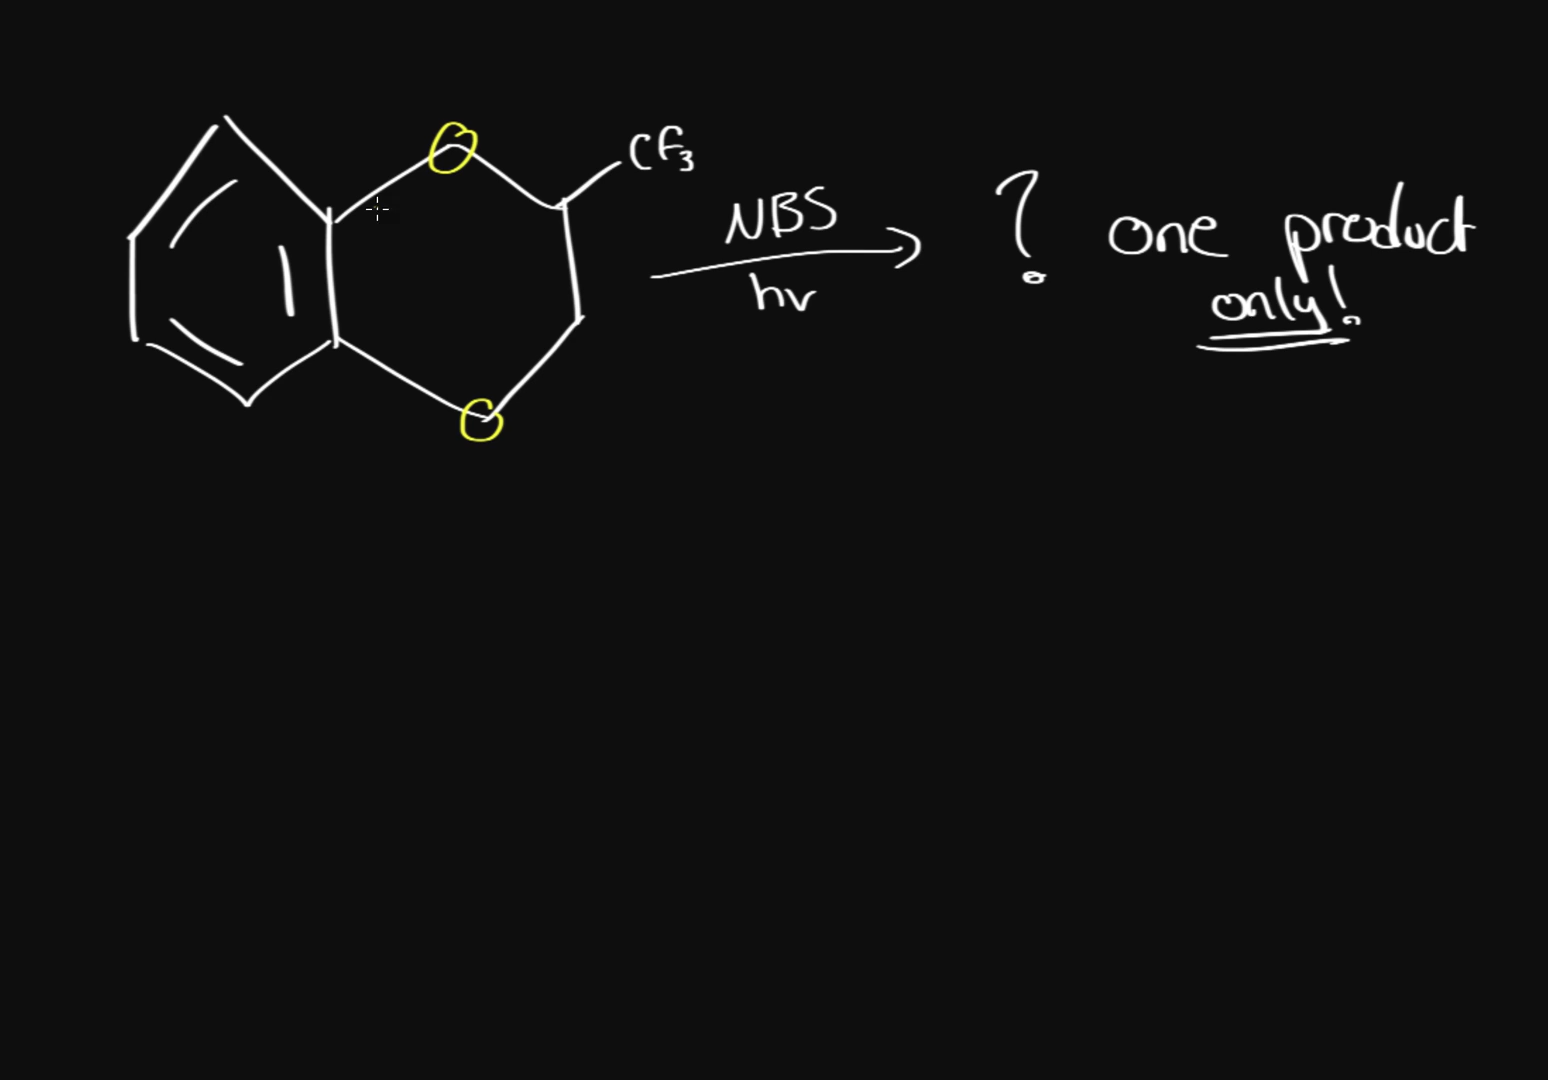 O
CF₃
NBS
hv
? one product
only!
O